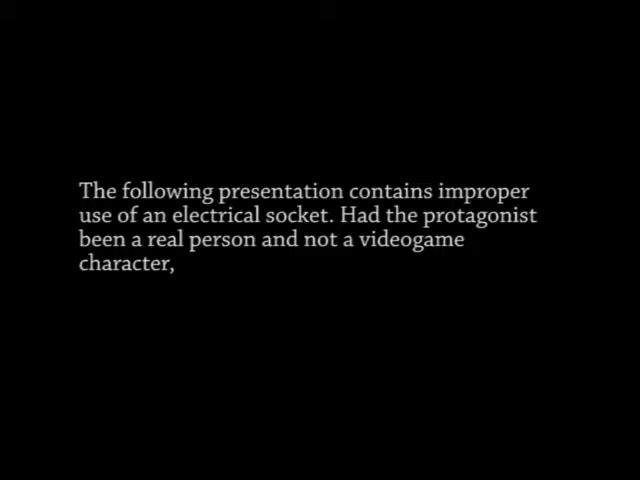 The following presentation contains improper
use of an electrical socket. Had the protagonist
been a real person and not a videogame
character,